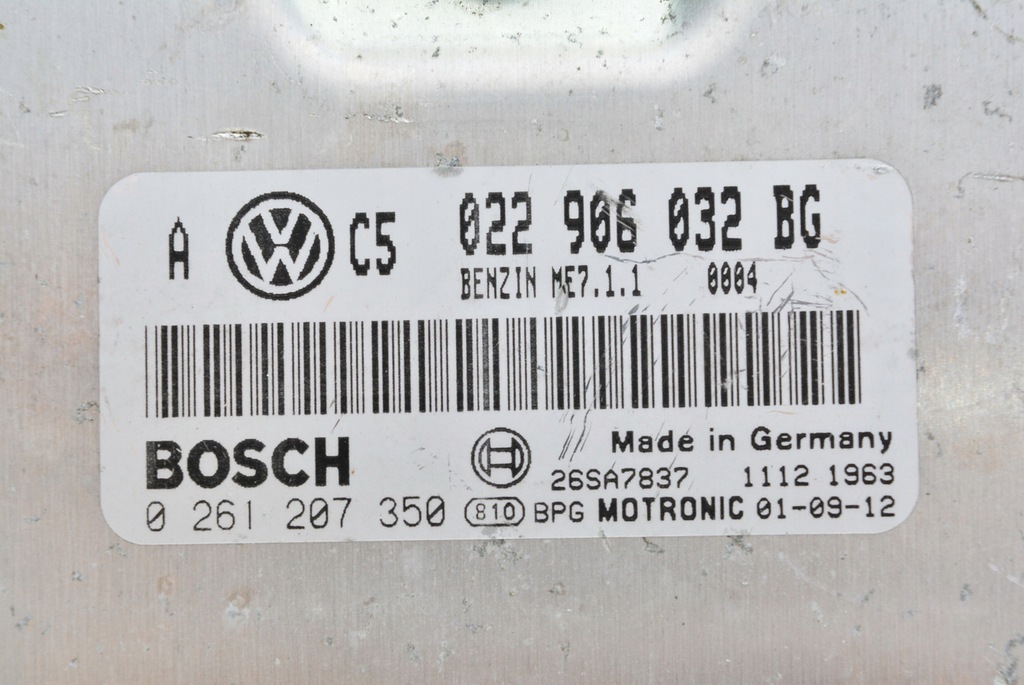 A VW C5 022 906 032 BG
BENZIN ME7.1.1 0004
BOSCH Made in Germany
26SA7837 1112 1963
0 261 207 350 810 BPG MOTRONIC 01-09-12